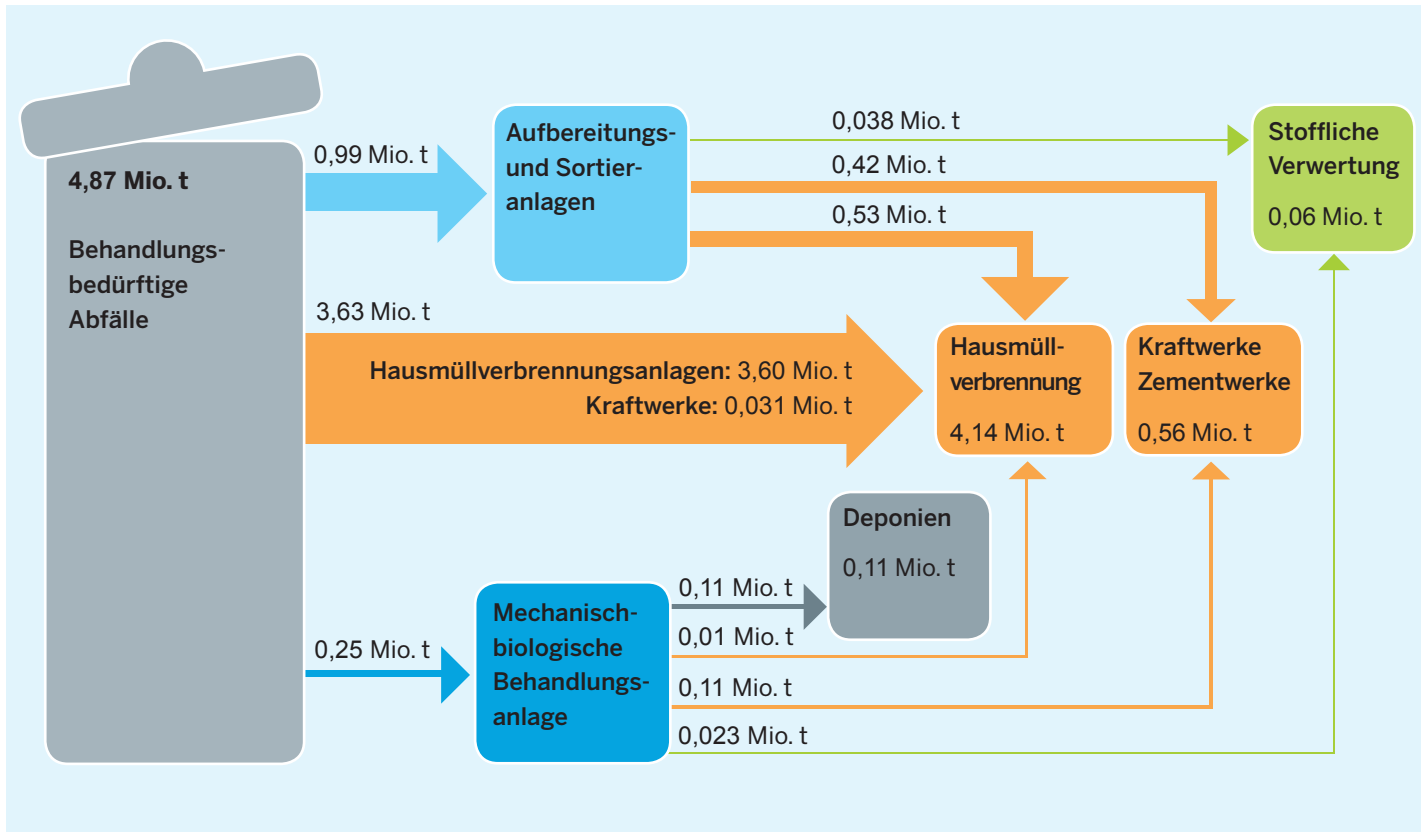 4,87 Mio. t
Behandlungs-
bedürftige
Abfälle
0,99 Mio. t
Aufbereitungs-
und Sortier-
anlagen
0,038 Mio. t
0,42 Mio. t
0,53 Mio. t
Stoffliche
Verwertung
0,06 Mio. t
3,63 Mio. t
Hausmüllverbrennungsanlagen: 3,60 Mio. t
Kraftwerke: 0,031 Mio. t
Hausmüll-
verbrennung
4,14 Mio. t
Kraftwerke
Zementwerke
0,56 Mio. t
Deponien
0,11 Mio. t
0,25 Mio. t
Mechanisch-
biologische
Behandlungs-
anlage
0,11 Mio. t
0,01 Mio. t
0,11 Mio. t
0,023 Mio. t